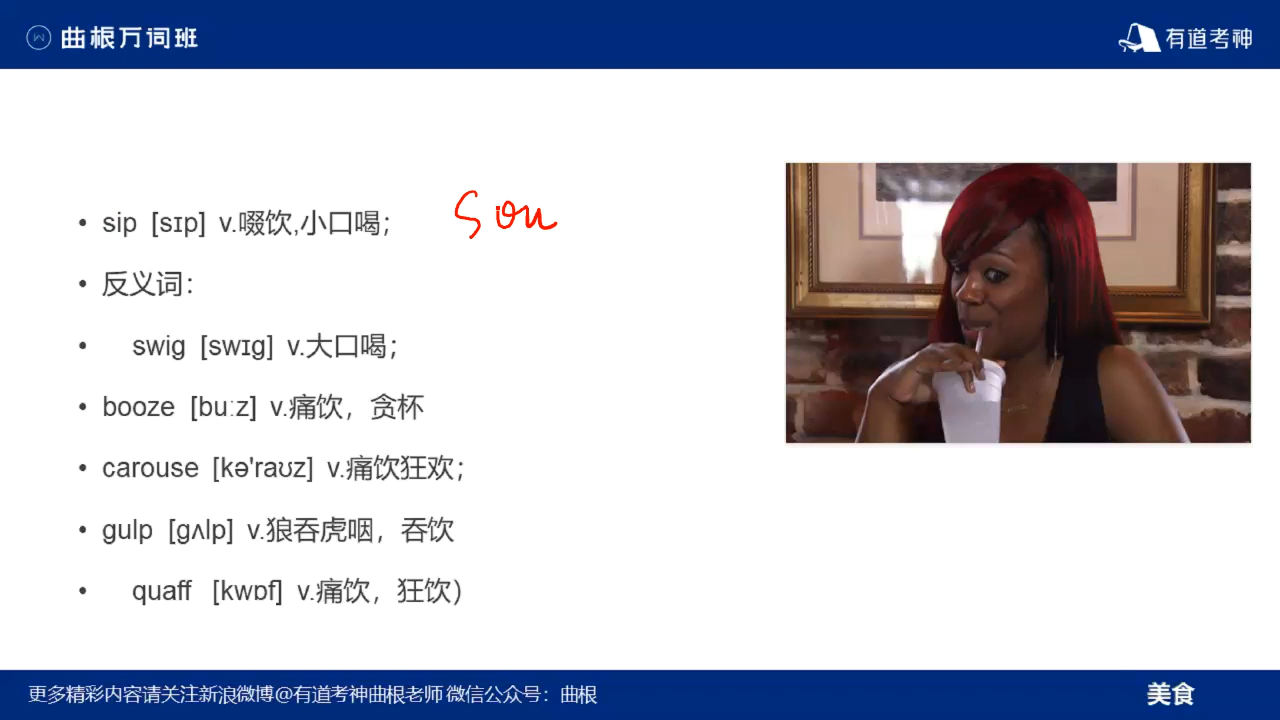 曲根万词班
有道考神
• sip [sɪp] v.啜饮,小口喝;
sou
• 反义词:
• swig [swɪg] v.大口喝;
• booze [buːz] v.痛饮，贪杯
• carouse [kə'raʊz] v.痛饮狂欢;
• gulp [gʌlp] v.狼吞虎咽，吞饮
• quaff [kwɒf] v.痛饮，狂饮）
更多精彩内容请关注新浪微博@有道考神曲根老师 微信公众号：曲根
美食